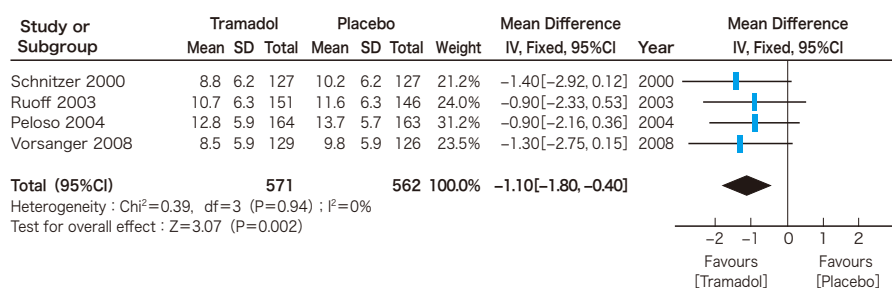 Study or Subgroup Tramadol Placebo Mean Difference Mean Difference
Mean SD Total Mean SD Total Weight IV, Fixed, 95%CI Year IV, Fixed, 95%CI
Schnitzer 2000 8.8 6.2 127 10.2 6.2 127 21.2% −1.40[−2.92, 0.12] 2000
Ruoff 2003 10.7 6.3 151 11.6 6.3 146 24.0% −0.90[−2.33, 0.53] 2003
Peloso 2004 12.8 5.9 164 13.7 5.7 163 31.2% −0.90[−2.16, 0.36] 2004
Vorsanger 2008 8.5 5.9 129 9.8 5.9 126 23.5% −1.30[−2.75, 0.15] 2008
Total (95%CI) 571 562 100.0% −1.10[−1.80, −0.40]
Heterogeneity : Chi²=0.39, df=3 (P=0.94) ; I²=0%
Test for overall effect : Z=3.07 (P=0.002)
−2 −1 0 1 2
Favours Favours
[Tramadol] [Placebo]